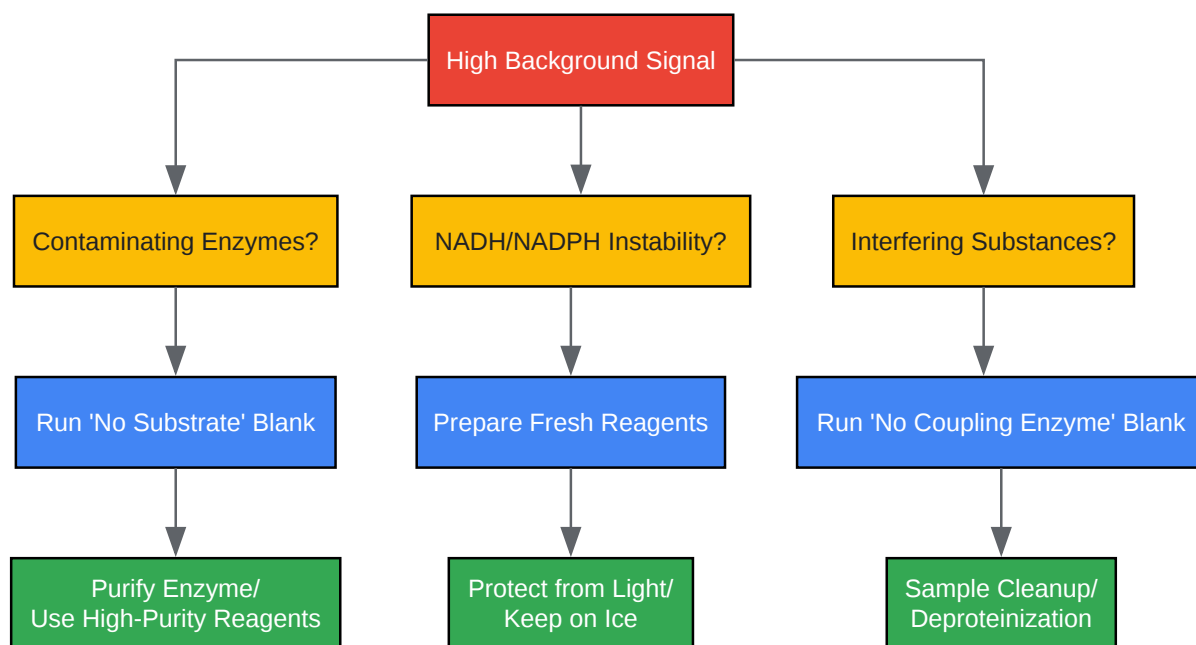 High Background Signal
Contaminating Enzymes?
NADH/NADPH Instability?
Interfering Substances?
Run 'No Substrate' Blank
Prepare Fresh Reagents
Run 'No Coupling Enzyme' Blank
Purify Enzyme/
Use High-Purity Reagents
Protect from Light/
Keep on Ice
Sample Cleanup/
Deproteinization